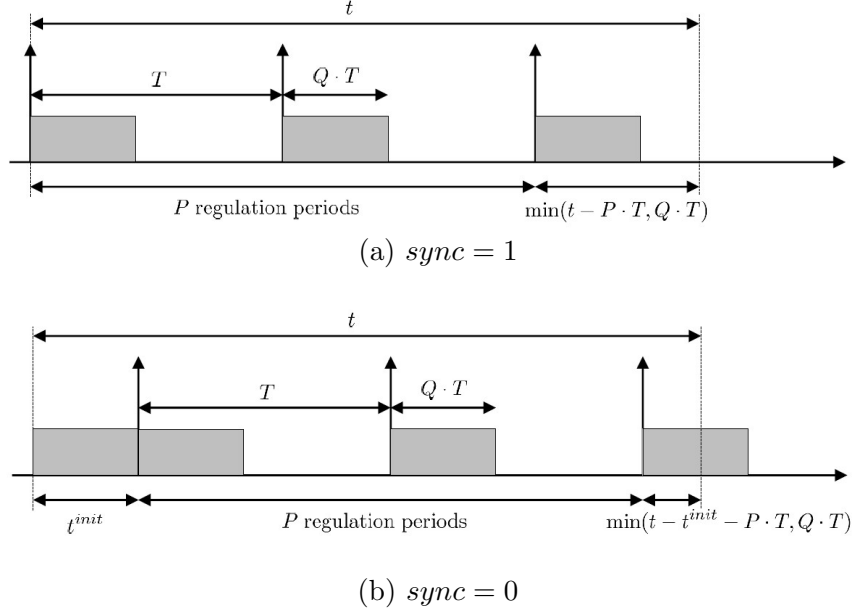 t
T
Q · T
P regulation periods
min(t − P · T, Q · T)
(a) sync = 1
t
T
Q · T
t^{init}
P regulation periods
min(t − t^{init} − P · T, Q · T)
(b) sync = 0